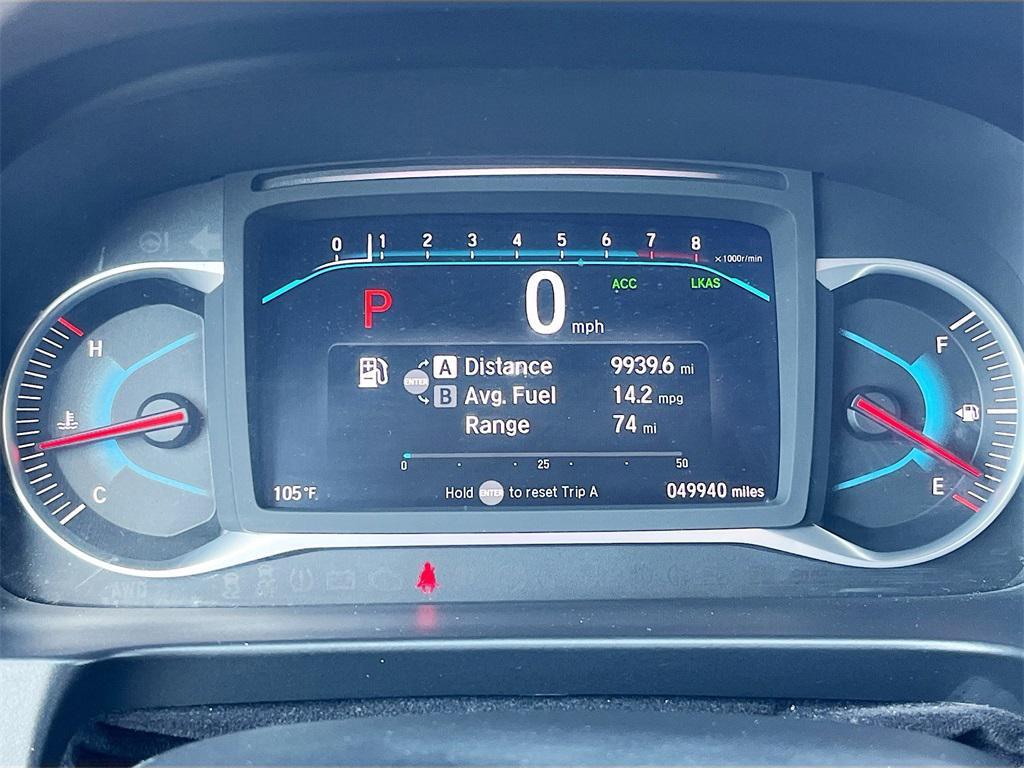 0 1 2 3 4 5 6 7 8 ×1000r/min
ACC LKAS
P 0 mph
H
F
ENTER A Distance 9939.6 mi
B Avg. Fuel 14.2 mpg
Range 74 mi
0 25 50
C
E
105°F Hold ENTER to reset Trip A 049940 miles
AWD